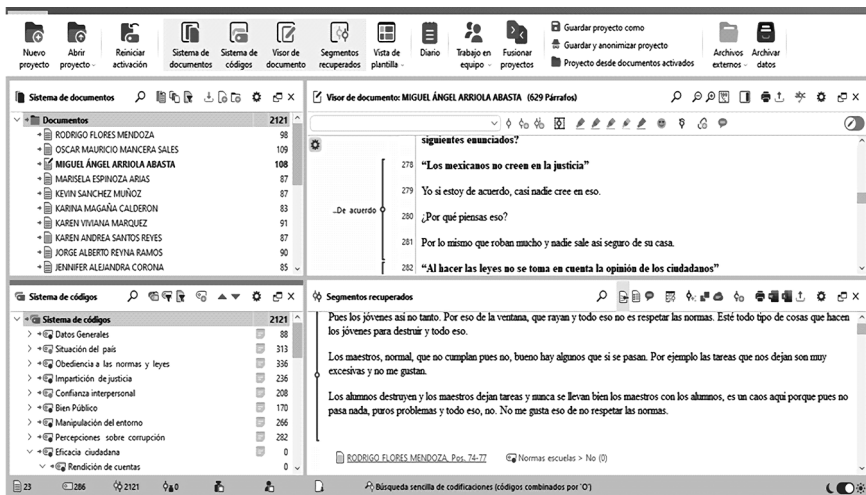 Nuevo proyecto
Abrir proyecto
Reiniciar activación
Sistema de documentos
Sistema de códigos
Visor de documento
Segmentos recuperados
Vista de plantilla
Diario
Trabajo en equipo
Fusionar proyectos
Guardar proyecto como
Guardar y anonimizar proyecto
Proyecto desde documentos activados
Archivos externos
Archivar datos
Sistema de documentos
Documentos 2121
RODRIGO FLORES MENDOZA 98
OSCAR MAURICIO MANCERA SALES 109
MIGUEL ÁNGEL ARRIOLA ABASTA 108
MARISELA ESPINOZA ARIAS 87
KEVIN SANCHEZ MUÑOZ 87
KARINA MAGAÑA CALDERON 83
KAREN VIVIANA MARQUEZ 91
KAREN ANDREA SANTOS REYES 87
JORGE ALBERTO REYNA RAMOS 90
JENNIFER ALEJANDRA CORONA 85
Visor de documento: MIGUEL ÁNGEL ARRIOLA ABASTA (629 Párrafos)
siguientes enunciados?
278 “Los mexicanos no creen en la justicia”
279 Yo si estoy de acuerdo, casi nadie cree en eso.
..De acuerdo
280 ¿Por qué piensas eso?
281 Por lo mismo que roban mucho y nadie sale asi seguro de su casa.
282 “Al hacer las leyes no se toma en cuenta la opinión de los ciudadanos”
Sistema de códigos
Sistema de códigos 2121
Datos Generales 88
Situación del país 313
Obediencia a las normas y leyes 336
Impartición de justicia 236
Confianza interpersonal 208
Bien Público 170
Manipulación del entorno 266
Percepciones sobre corrupción 282
Eficacia ciudadana 0
Rendición de cuentas 0
Segmentos recuperados
Pues los jóvenes asi no tanto. Por eso de la ventana, que rayan y todo eso no es respetar las normas. Esté todo tipo de cosas que hacen
los jóvenes para destruir y todo eso.
Los maestros, normal, que no cumplan pues no, bueno hay algunos que si se pasan. Por ejemplo las tareas que nos dejan son muy
excesivas y no me gustan.
Los alumnos destruyen y los maestros dejan tareas y nunca se llevan bien los maestros con los alumnos, es un caos aqui porque pues no
pasa nada, puros problemas y todo eso, no. No me gusta eso de no respetar las normas.
RODRIGO FLORES MENDOZA, Pos. 74-77
Normas escuelas > No (0)
23
286
2121
0
Búsqueda sencilla de codificaciones (códigos combinados por 'O')